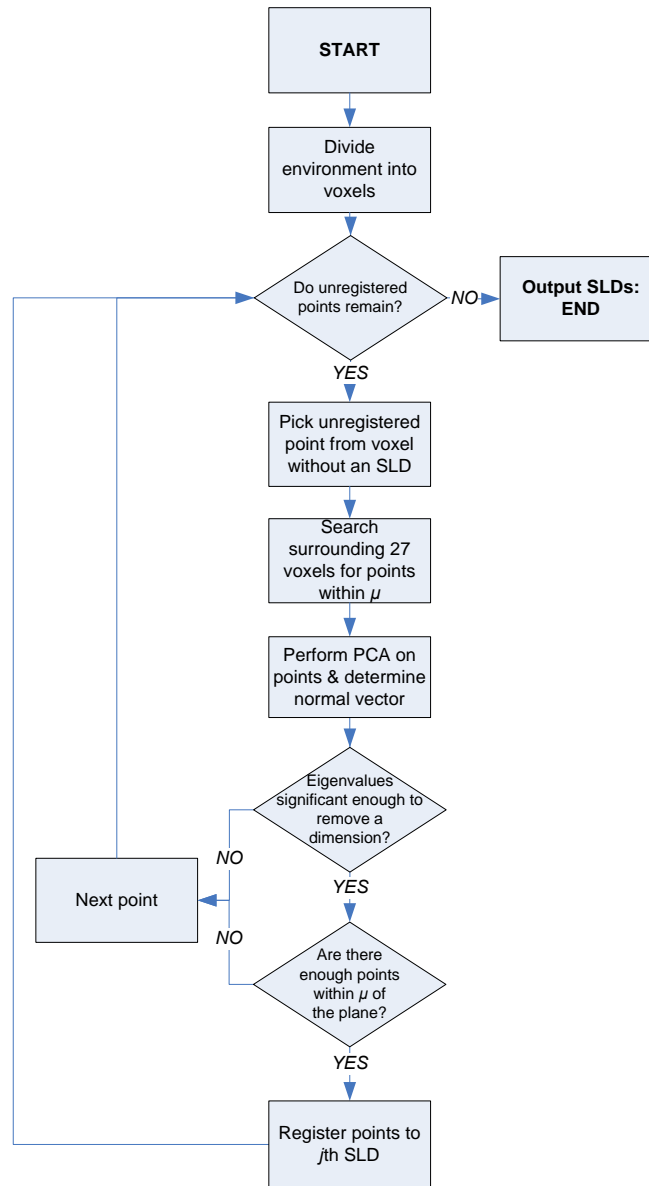 START
Divide
environment into
voxels
Do unregistered
points remain?
NO
Output SLDs:
END
YES
Pick unregistered
point from voxel
without an SLD
Search
surrounding 27
voxels for points
within µ
Perform PCA on
points & determine
normal vector
Eigenvalues
significant enough to
remove a
dimension?
NO
YES
Next point
NO
Are there
enough points
within µ of
the plane?
YES
Register points to
jth SLD